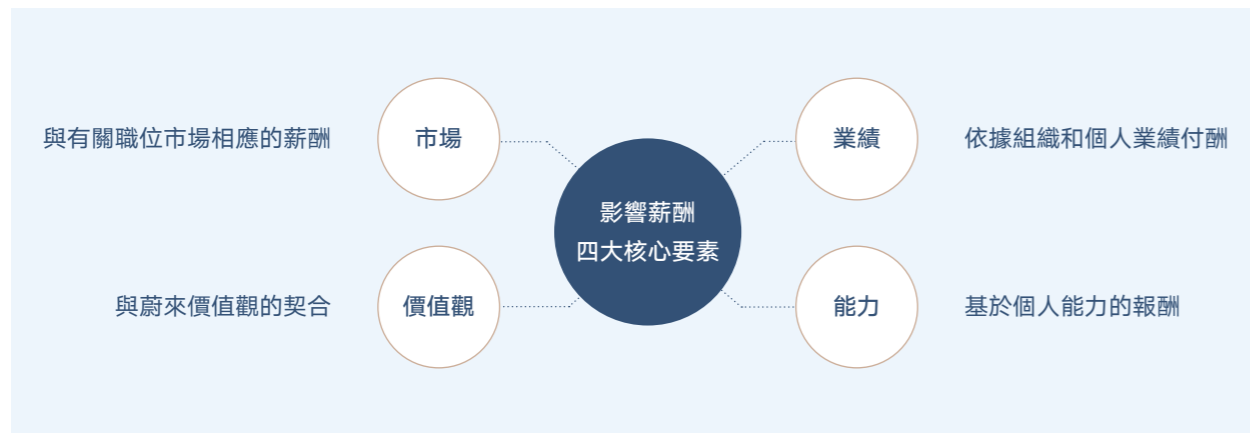 與有關職位市場相應的薪酬
市場
影響薪酬
四大核心要素
業績
依據組織和個人業績付酬
與蔚來價值觀的契合
價值觀
能力
基於個人能力的報酬